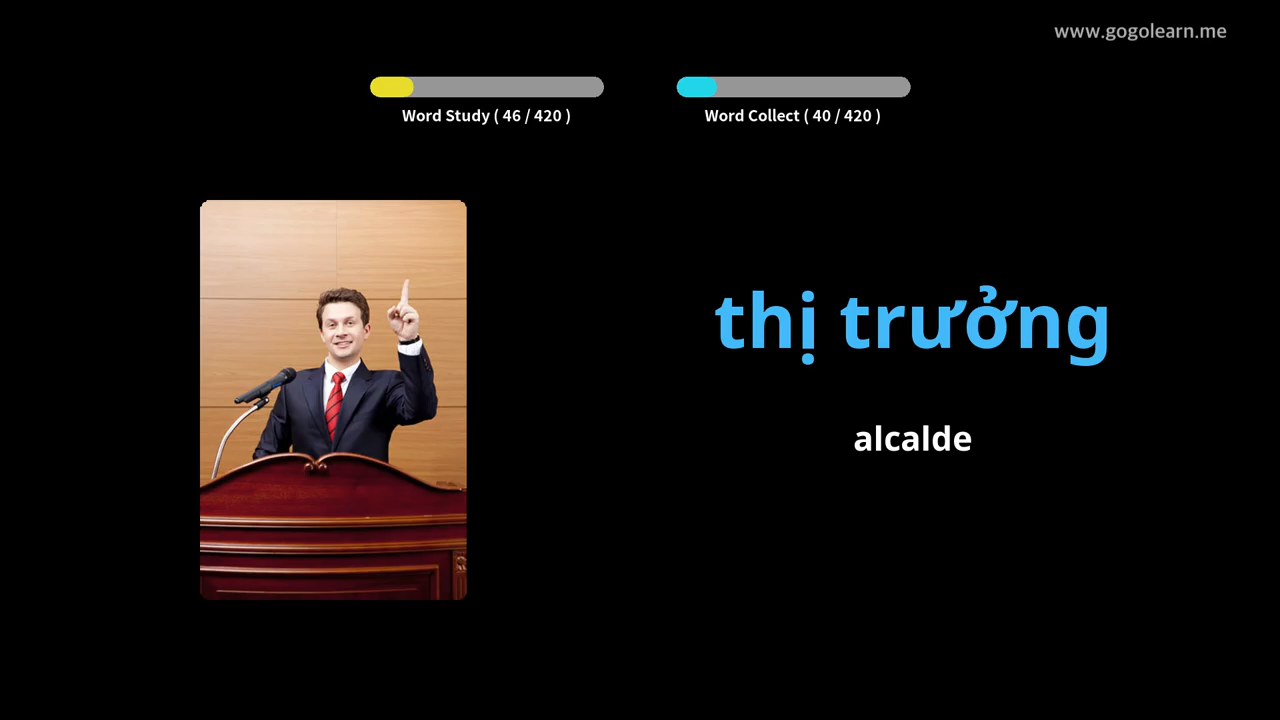 www.gogolearn.me
Word Study ( 46 / 420 )
Word Collect ( 40 / 420 )
thị trưởng
alcalde